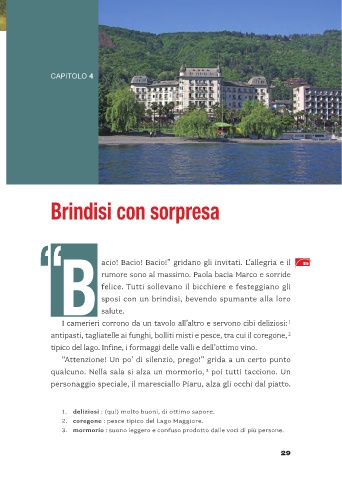 CAPITOLO 4
Brindisi con sorpresa
“Bacio! Bacio! Bacio!” gridano gli invitati. L’allegria e il
rumore sono al massimo. Paola bacia Marco e sorride
felice. Tutti sollevano il bicchiere e festeggiano gli
sposi con un brindisi, bevendo spumante alla loro
salute.
I camerieri corrono da un tavolo all’altro e servono cibi deliziosi:1
antipasti, tagliatelle ai funghi, bolliti misti e pesce, tra cui il coregone,2
tipico del lago. Infine, i formaggi delle valli e dell’ottimo vino.
“Attenzione! Un po’ di silenzio, prego!” grida a un certo punto
qualcuno. Nella sala si alza un mormorio,3 poi tutti tacciono. Un
personaggio speciale, il maresciallo Piaru, alza gli occhi dal piatto.
1. deliziosi : (qui) molto buoni, di ottimo sapore.
2. coregone : pesce tipico del Lago Maggiore.
3. mormorio : suono leggero e confuso prodotto dalle voci di più persone.
29